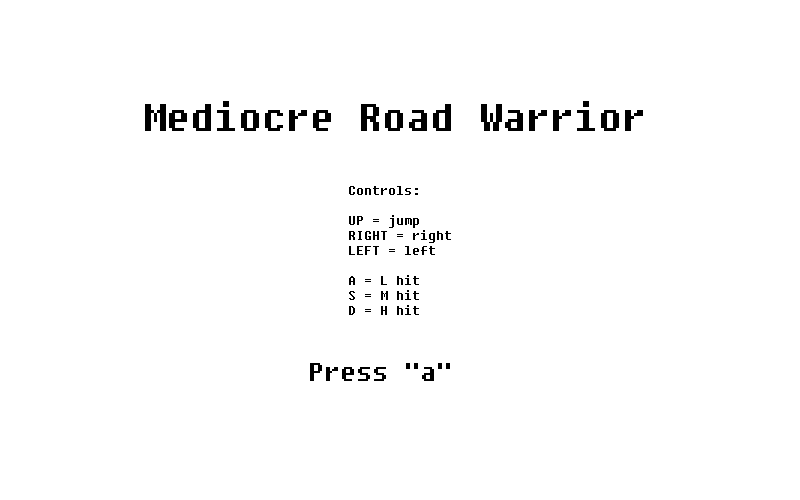 Mediocre Road Warrior
Controls:
UP = jump
RIGHT = right
LEFT = left
A = L hit
S = M hit
D = H hit
Press "a"